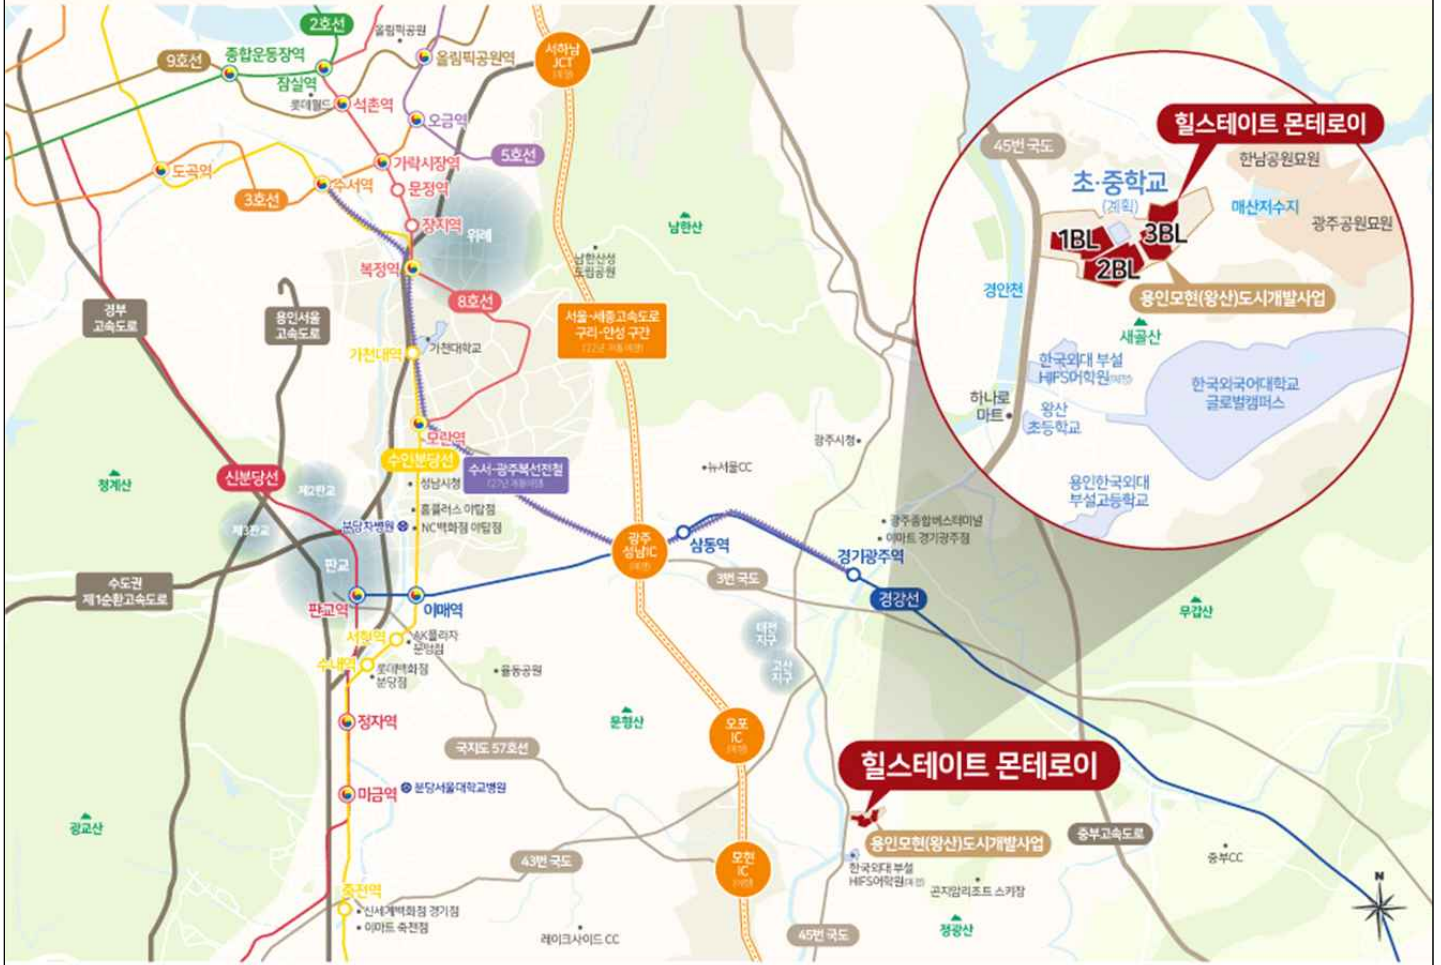 2호선
올림픽공원
9호선
종합운동장역
잠실역
롯데월드
석촌역
올림픽공원역
서하남
JCT
(예정)
오금역
5호선
가락시장역
도곡역
3호선
수서역
문정역
장지역
위례
복정역
8호선
남한산
남한산성
도립공원
경부
고속도로
용인서울
고속도로
서울-세종고속도로
구리-안성 구간
가천대역
가천대학교
모란역
수인분당선
수서-광주복선전철
성남시청
홈플러스 야탑점
NC백화점 야탑점
분당차병원
신분당선
청계산
제2판교
제3판교
판교
수도권
제1순환고속도로
판교역
이매역
서현역
AK플라자
분당점
수내역
롯데백화점
분당점
율동공원
정자역
국지도 57호선
문형산
미금역
분당서울대학교병원
광교산
43번 국도
죽전역
신세계백화점 경기점
이마트 죽전점
레이크사이드 CC
광주
성남IC
(예정)
삼동역
3번 국도
경기광주역
경강선
뉴서울CC
광주시청
광주종합버스터미널
이마트 경기광주점
태전
지구
고산
지구
오포
IC
(예정)
모현
IC
(예정)
무갑산
힐스테이트 몬테로이
용인모현(왕산)도시개발사업
한국외대 부설
HIFS어학원(예정)
곤지암리조트 스키장
정광산
45번 국도
중부고속도로
중부CC
N
힐스테이트 몬테로이
45번 국도
한남공원묘원
초·중학교
(계획)
매산저수지
광주공원묘원
1BL
2BL
3BL
경안천
용인모현(왕산)도시개발사업
새골산
한국외대 부설
HIFS어학원(예정)
하나로
마트
왕산
초등학교
한국외국어대학교
글로벌캠퍼스
용인한국외대
부설고등학교